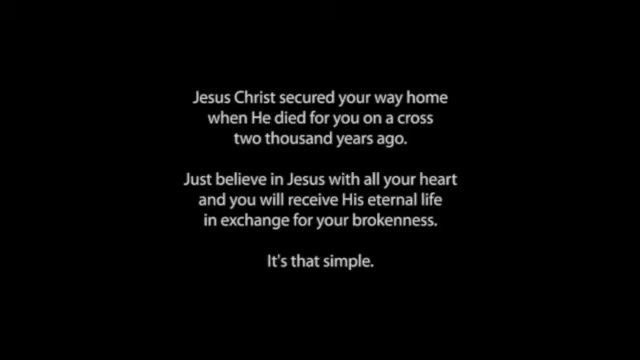 Jesus Christ secured your way home
when He died for you on a cross
two thousand years ago.
Just believe in Jesus with all your heart
and you will receive His eternal life
in exchange for your brokenness.
It's that simple.